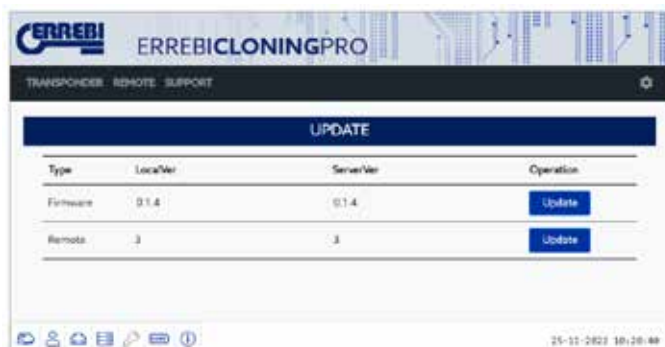 ERREBI
ERREBICLONINGPRO
TRANSPONDER REMOTE SUPPORT
UPDATE
Type LocalVer ServerVer Operation
Firmware 0.1.4 0.1.4 Update
Remote 3 3 Update
25-11-2022 10:20:40